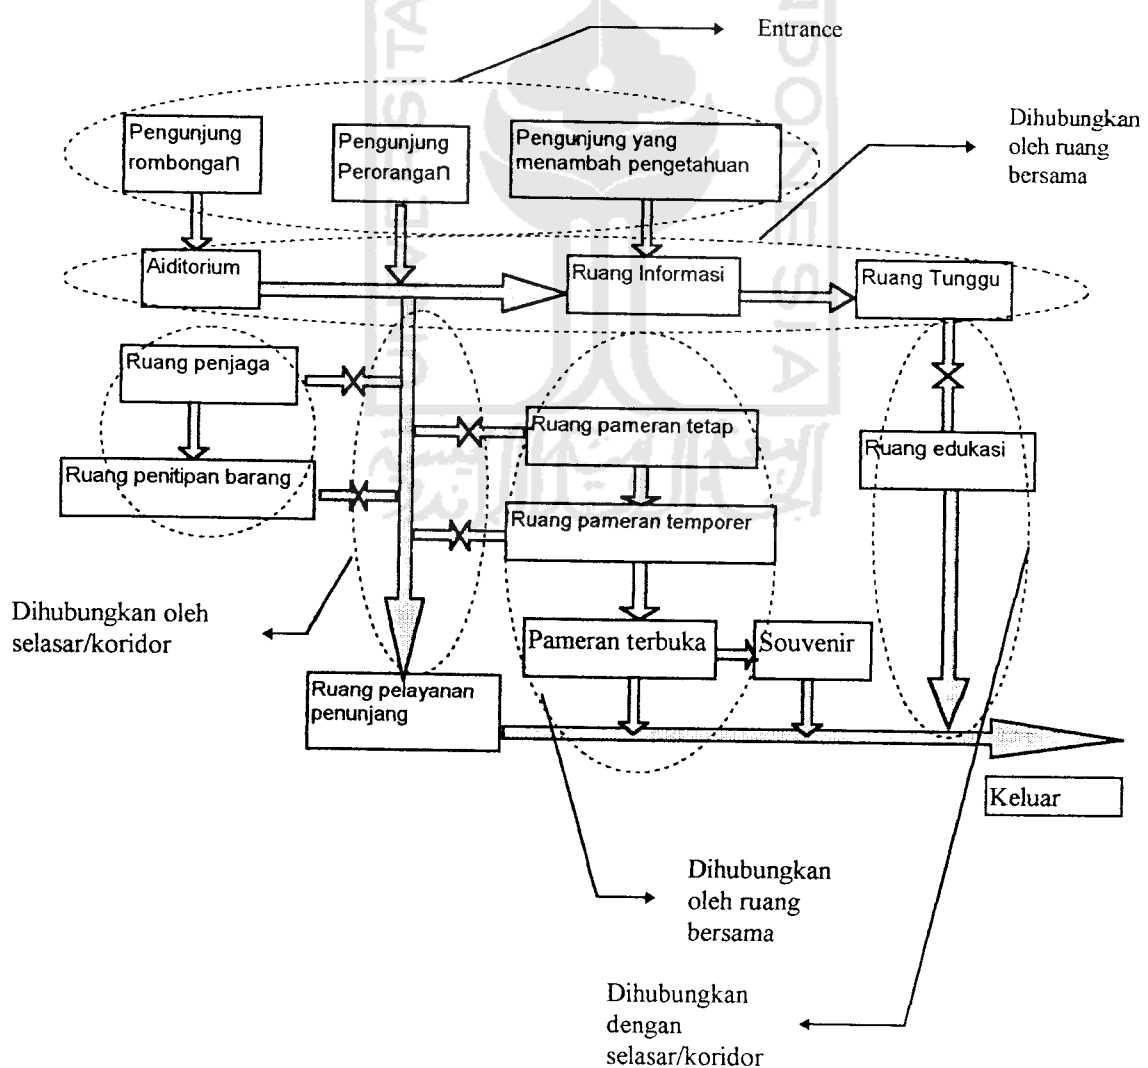 Entrance
Dihubungkan
oleh ruang
bersama
Pengunjung
rombongan
Pengunjung
Perorangan
Pengunjung yang
menambah pengetahuan
Aiditorium
Ruang Informasi
Ruang Tunggu
Ruang penjaga
Ruang pameran tetap
Ruang edukasi
Ruang penitipan barang
Ruang pameran temporer
Dihubungkan oleh
selasar/koridor
Pameran terbuka
Souvenir
Ruang pelayanan
penunjang
Keluar
Dihubungkan
oleh ruang
bersama
Dihubungkan
dengan
selasar/koridor